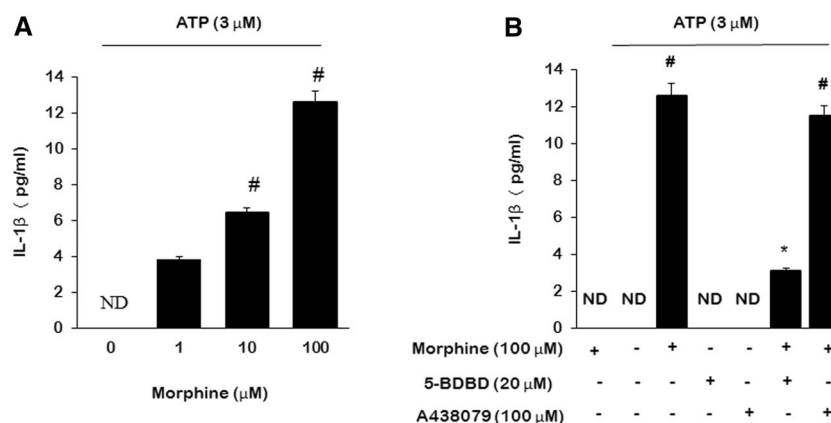 A
ATP (3 μM)
IL-1β ( pg/ml)
14
12
10
8
6
4
2
0
ND
#
#
0 1 10 100
Morphine (μM)
B
ATP (3 μM)
IL-1β ( pg/ml)
14
12
10
8
6
4
2
0
ND ND # ND ND * #
Morphine (100 μM) + - + - - + +
5-BDBD (20 μM) - - - + - + -
A438079 (100 μM) - - - - + - +